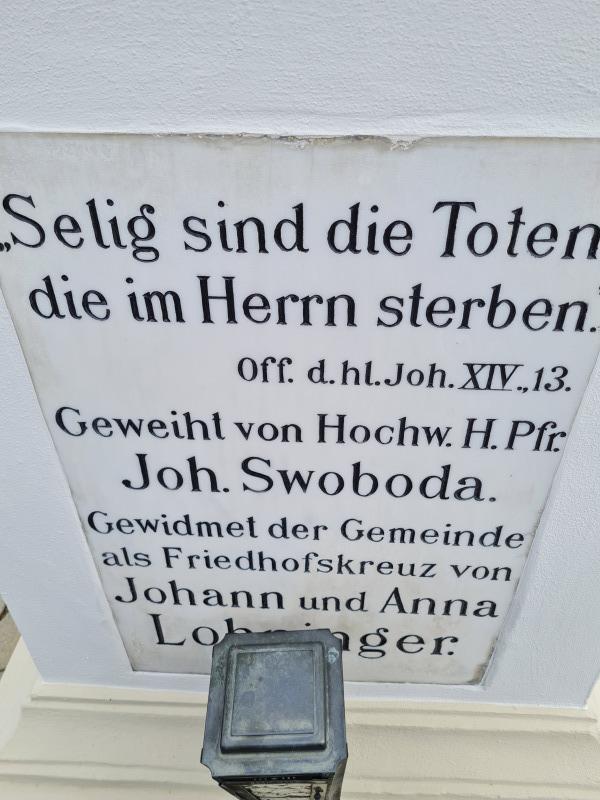 „Selig sind die Toten
die im Herrn sterben.“
Off. d. hl. Joh. XIV., 13.
Geweiht von Hochw. H. Pfr.
Joh. Swoboda.
Gewidmet der Gemeinde
als Friedhofskreuz von
Johann und Anna